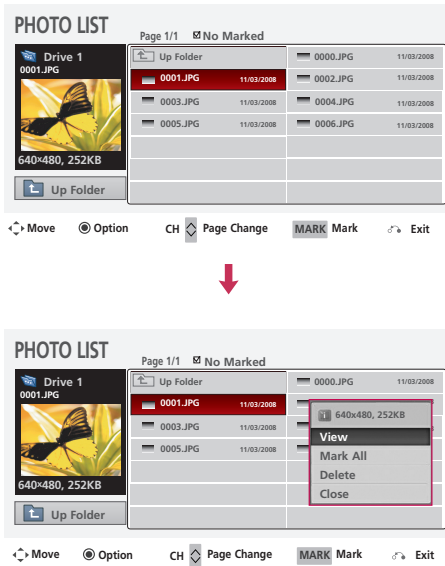 PHOTO LIST
Page 1/1 No Marked
Drive 1
0001.JPG
640×480, 252KB
Up Folder
Up Folder
0000.JPG 11/03/2008
0001.JPG 11/03/2008
0002.JPG 11/03/2008
0003.JPG 11/03/2008
0004.JPG 11/03/2008
0005.JPG 11/03/2008
0006.JPG 11/03/2008
Move Option CH Page Change MARK Mark Exit
PHOTO LIST
Page 1/1 No Marked
Drive 1
0001.JPG
640×480, 252KB
Up Folder
Up Folder
0000.JPG 11/03/2008
0001.JPG 11/03/2008
0003.JPG 11/03/2008
0005.JPG 11/03/2008
640x480, 252KB
View
Mark All
Delete
Close
Move Option CH Page Change MARK Mark Exit